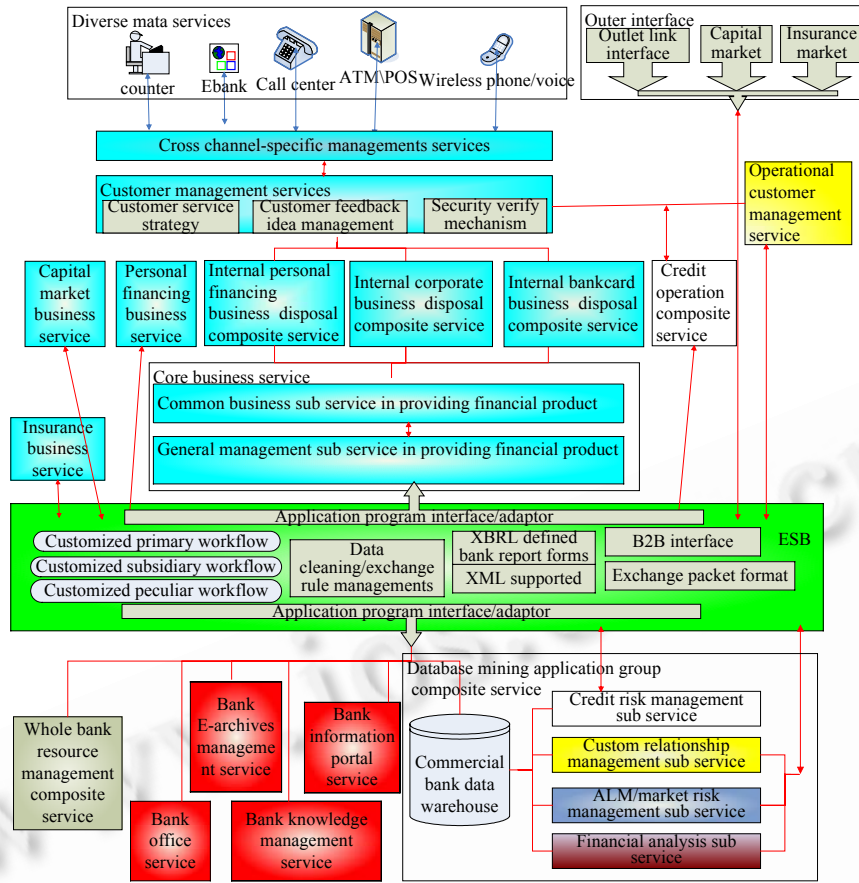 Diverse mata services
counter
Ebank
Call center
ATM\POS
Wireless phone/voice
Outer interface
Outlet link
interface
Capital
market
Insurance
market
Cross channel-specific managements services
Customer management services
Customer service
strategy
Customer feedback
idea management
Security verify
mechanism
Operational
customer
management
service
Capital
market
business
service
Personal
financing
business
service
Internal personal
financing
business disposal
composite service
Internal corporate
business disposal
composite service
Internal bankcard
business disposal
composite service
Credit
operation
composite
service
Core business service
Common business sub service in providing financial product
General management sub service in providing financial product
Insurance
business
service
Application program interface/adaptor
ESB
Customized primary workflow
Customized subsidiary workflow
Customized peculiar workflow
Data
cleaning/exchange
rule managements
XBRL defined
bank report forms
XML supported
B2B interface
Exchange packet format
Application program interface/adaptor
Whole bank
resource
management
composite
service
Bank
E-archives
manageme
nt service
Bank
information
portal
service
Bank
office
service
Bank knowledge
management
service
Database mining application group
composite service
Commercial
bank data
warehouse
Credit risk management
sub service
Custom relationship
management sub service
ALM/market risk
management sub service
Financial analysis sub
service